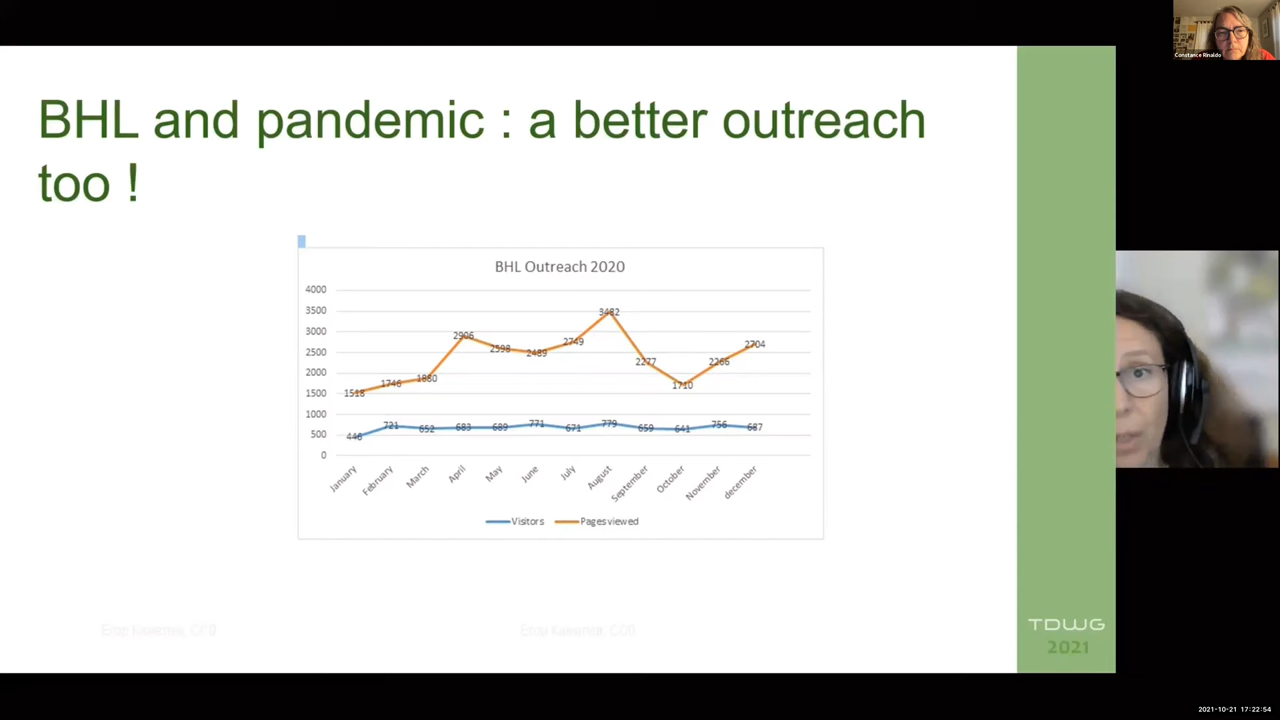 Constance Rinaldo
BHL and pandemic : a better outreach
too !
BHL Outreach 2020
4000
3500
3000
2500
2000
1500
1000
500
0
1518
1746
1880
2906
2598
2489
2749
3482
2277
1710
2266
2704
446
721
652
683
689
771
671
779
659
641
756
687
January
February
March
April
May
June
July
August
September
October
November
december
Visitors
Pages viewed
TDWG
2021
2021-10-21 17:22:54